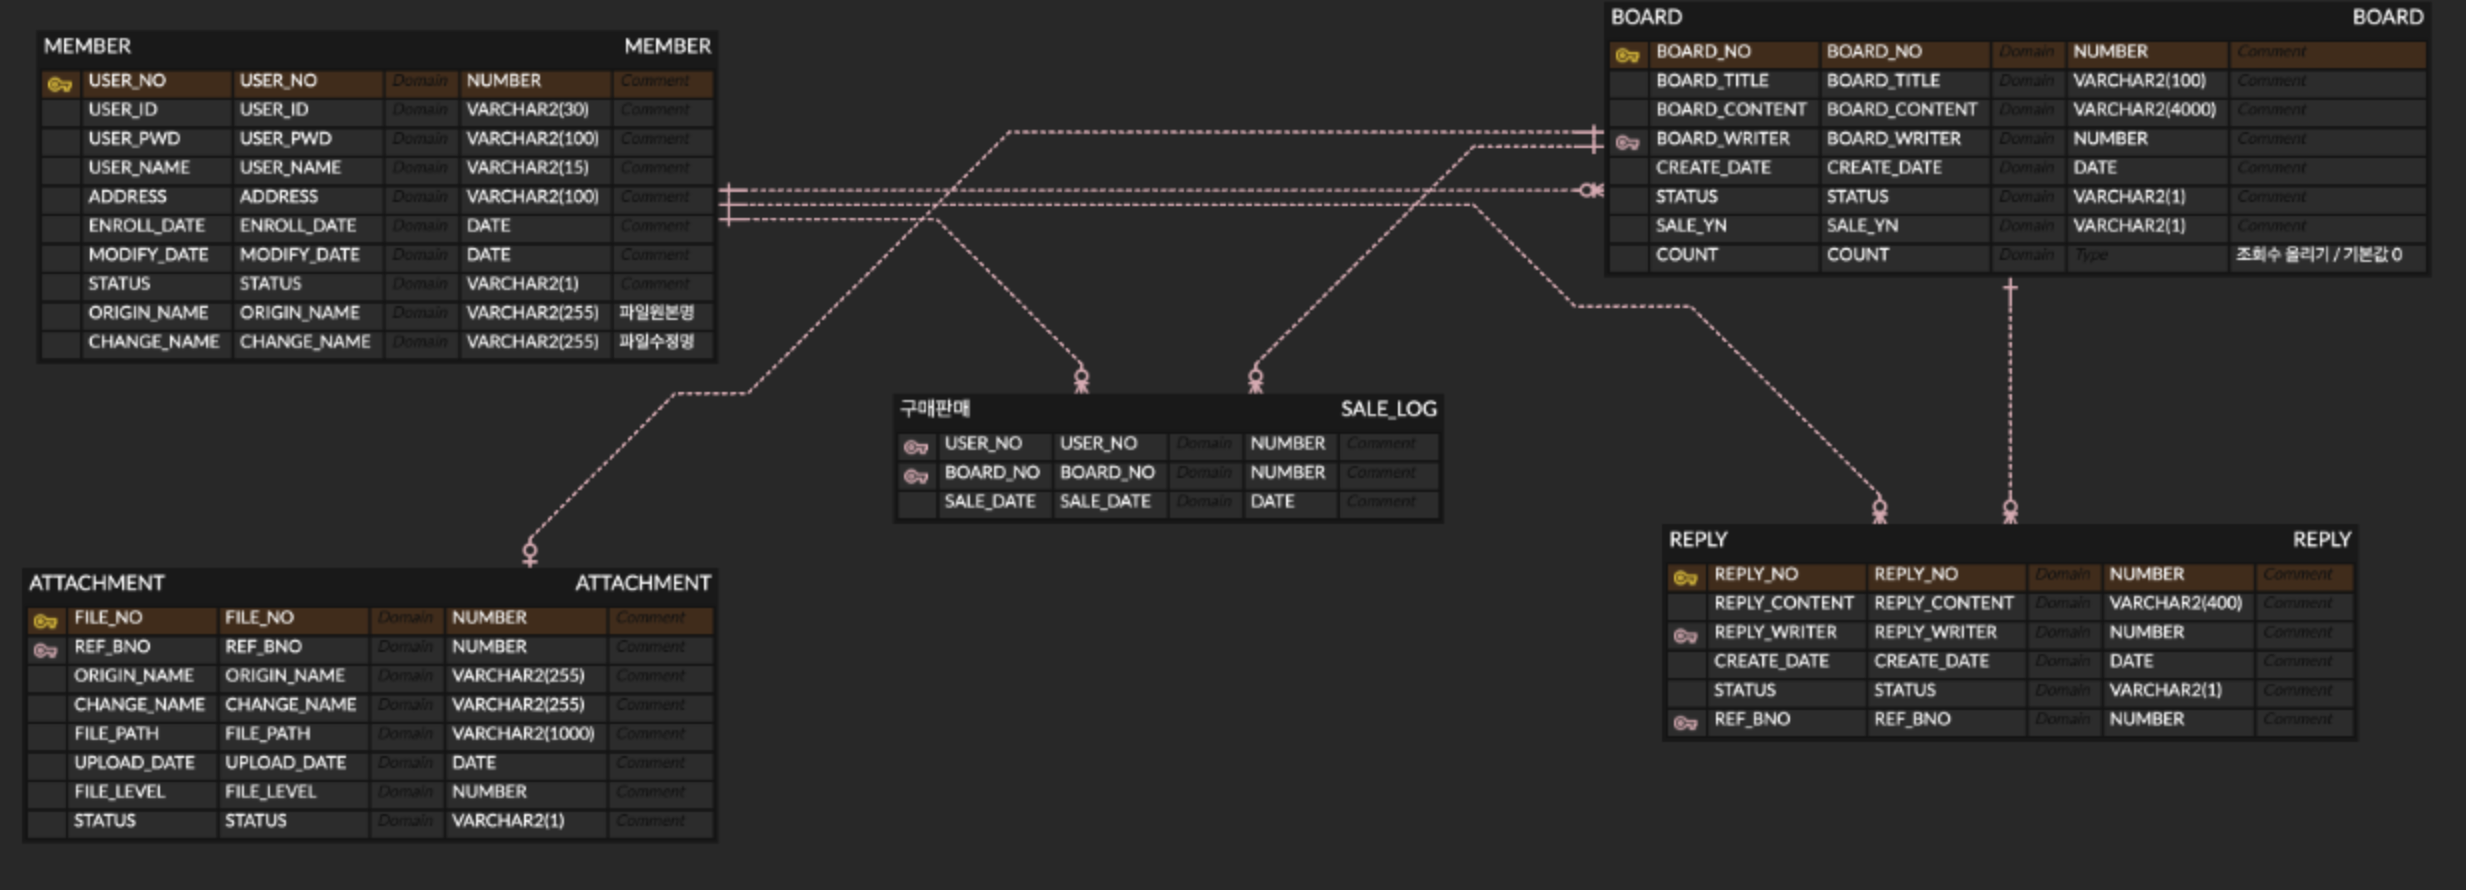 MEMBER MEMBER
USER_NO USER_NO Domain NUMBER Comment
USER_ID USER_ID Domain VARCHAR2(30) Comment
USER_PWD USER_PWD Domain VARCHAR2(100) Comment
USER_NAME USER_NAME Domain VARCHAR2(15) Comment
ADDRESS ADDRESS Domain VARCHAR2(100) Comment
ENROLL_DATE ENROLL_DATE Domain DATE Comment
MODIFY_DATE MODIFY_DATE Domain DATE Comment
STATUS STATUS Domain VARCHAR2(1) Comment
ORIGIN_NAME ORIGIN_NAME Domain VARCHAR2(255) 파일원본명
CHANGE_NAME CHANGE_NAME Domain VARCHAR2(255) 파일수정명
BOARD BOARD
BOARD_NO BOARD_NO Domain NUMBER Comment
BOARD_TITLE BOARD_TITLE Domain VARCHAR2(100) Comment
BOARD_CONTENT BOARD_CONTENT Domain VARCHAR2(4000) Comment
BOARD_WRITER BOARD_WRITER Domain NUMBER Comment
CREATE_DATE CREATE_DATE Domain DATE Comment
STATUS STATUS Domain VARCHAR2(1) Comment
SALE_YN SALE_YN Domain VARCHAR2(1) Comment
COUNT COUNT Domain Type 조회수 올리기 / 기본값 0
구매판매 SALE_LOG
USER_NO USER_NO Domain NUMBER Comment
BOARD_NO BOARD_NO Domain NUMBER Comment
SALE_DATE SALE_DATE Domain DATE Comment
ATTACHMENT ATTACHMENT
FILE_NO FILE_NO Domain NUMBER Comment
REF_BNO REF_BNO Domain NUMBER Comment
ORIGIN_NAME ORIGIN_NAME Domain VARCHAR2(255) Comment
CHANGE_NAME CHANGE_NAME Domain VARCHAR2(255) Comment
FILE_PATH FILE_PATH Domain VARCHAR2(1000) Comment
UPLOAD_DATE UPLOAD_DATE Domain DATE Comment
FILE_LEVEL FILE_LEVEL Domain NUMBER Comment
STATUS STATUS Domain VARCHAR2(1) Comment
REPLY REPLY
REPLY_NO REPLY_NO Domain NUMBER Comment
REPLY_CONTENT REPLY_CONTENT Domain VARCHAR2(400) Comment
REPLY_WRITER REPLY_WRITER Domain NUMBER Comment
CREATE_DATE CREATE_DATE Domain DATE Comment
STATUS STATUS Domain VARCHAR2(1) Comment
REF_BNO REF_BNO Domain NUMBER Comment